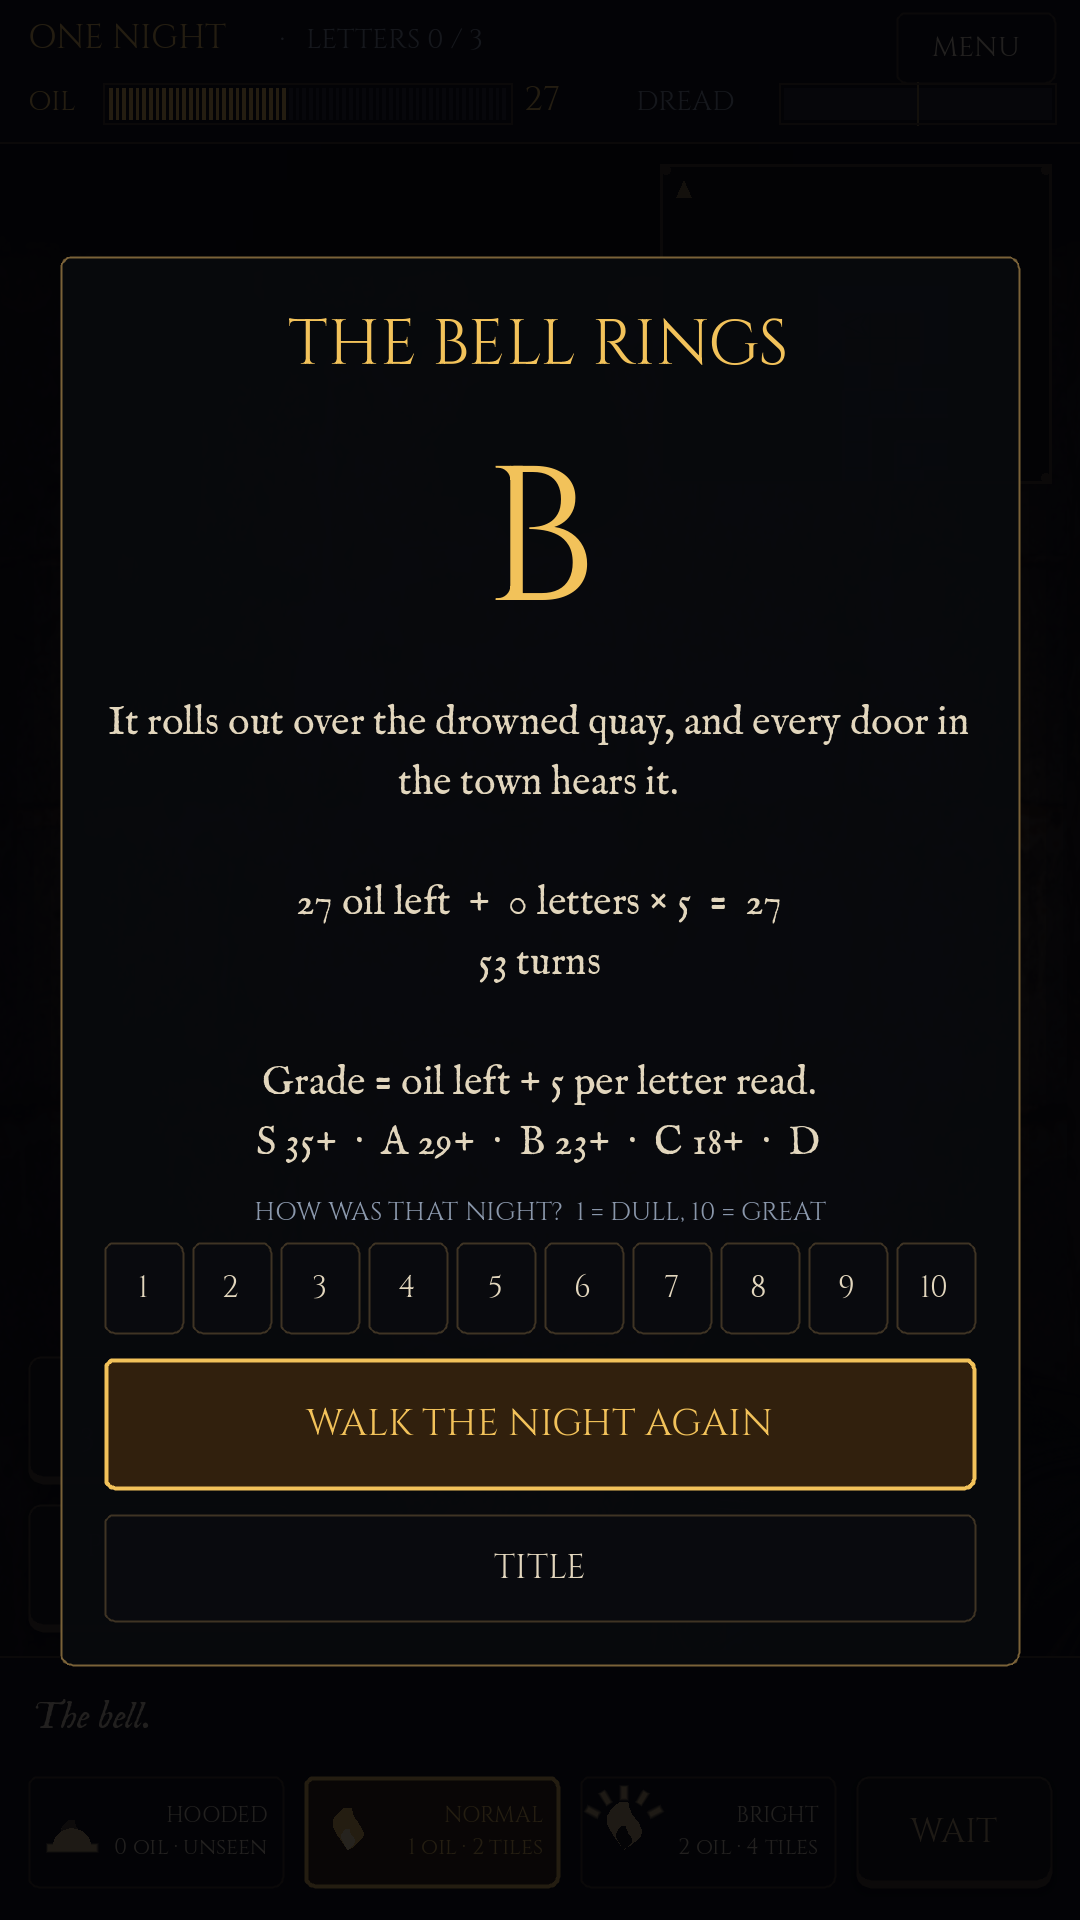 ONE NIGHT · LETTERS 0 / 3
MENU
OIL 27 DREAD
THE BELL RINGS
B
It rolls out over the drowned quay, and every door in
the town hears it.
27 oil left + 0 letters × 5 = 27
53 turns
Grade = oil left + 5 per letter read.
S 35+ · A 29+ · B 23+ · C 18+ · D
HOW WAS THAT NIGHT? 1 = DULL, 10 = GREAT
1 2 3 4 5 6 7 8 9 10
WALK THE NIGHT AGAIN
TITLE
The bell.
HOODED
0 OIL · UNSEEN
NORMAL
1 OIL · 2 TILES
BRIGHT
2 OIL · 4 TILES
WAIT